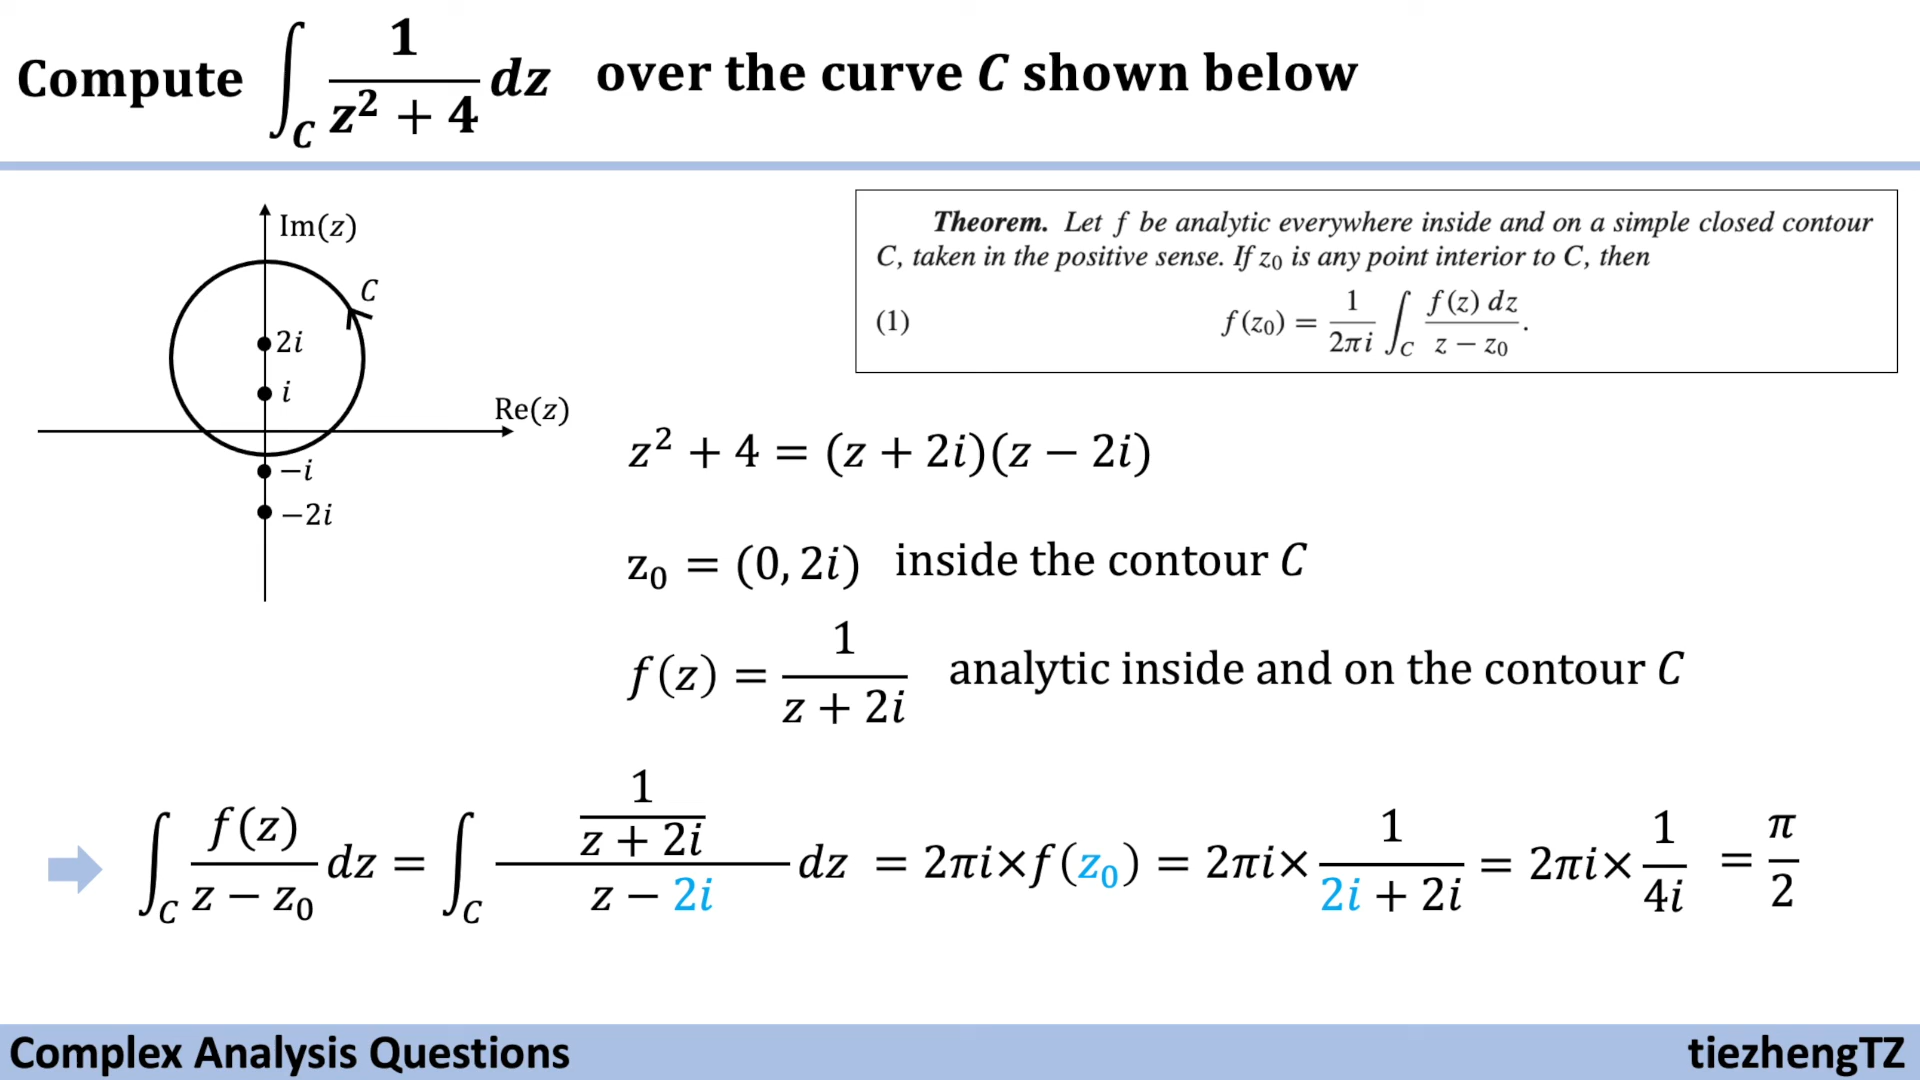 Compute ∫_C 1/(z² + 4) dz over the curve C shown below
Im(z)
C
2i
i
Re(z)
−i
−2i
Theorem. Let f be analytic everywhere inside and on a simple closed contour
C, taken in the positive sense. If z₀ is any point interior to C, then
(1) f(z₀) = 1/(2πi) ∫_C f(z) dz/(z − z₀).
z² + 4 = (z + 2i)(z − 2i)
z₀ = (0, 2i) inside the contour C
f(z) = 1/(z + 2i) analytic inside and on the contour C
∫_C f(z)/(z − z₀) dz = ∫_C (1/(z + 2i))/(z − 2i) dz = 2πi×f(z₀) = 2πi× 1/(2i + 2i) = 2πi× 1/(4i) = π/2
Complex Analysis Questions
tiezhengTZ